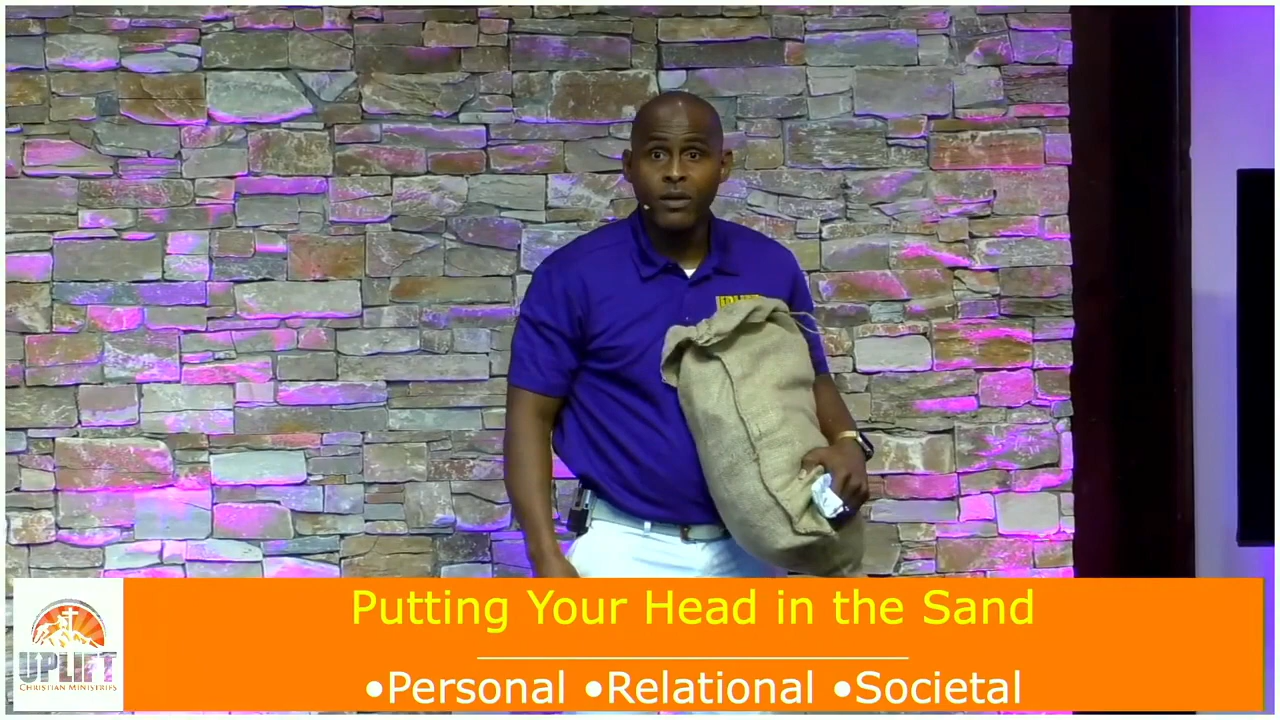 Putting Your Head in the Sand
•Personal •Relational •Societal
UPLIFT
CHRISTIAN MINISTRIES